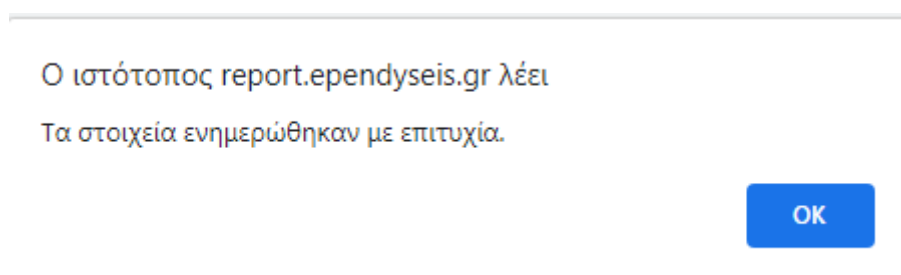 Ο ιστότοπος report.ependyseis.gr λέει
Τα στοιχεία ενημερώθηκαν με επιτυχία.
OK